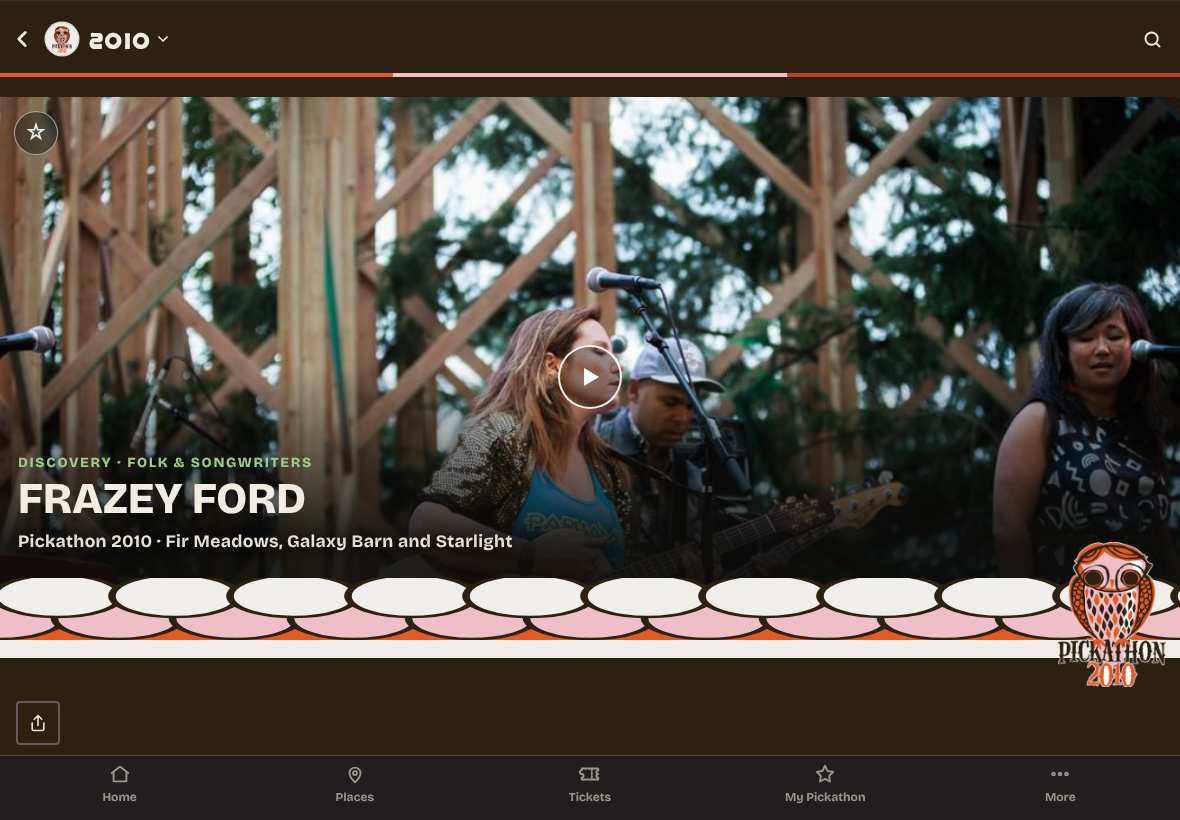 2010
DISCOVERY · FOLK & SONGWRITERS
FRAZEY FORD
Pickathon 2010 · Fir Meadows, Galaxy Barn and Starlight
PICKATHON
2010
Home
Places
Tickets
My Pickathon
More